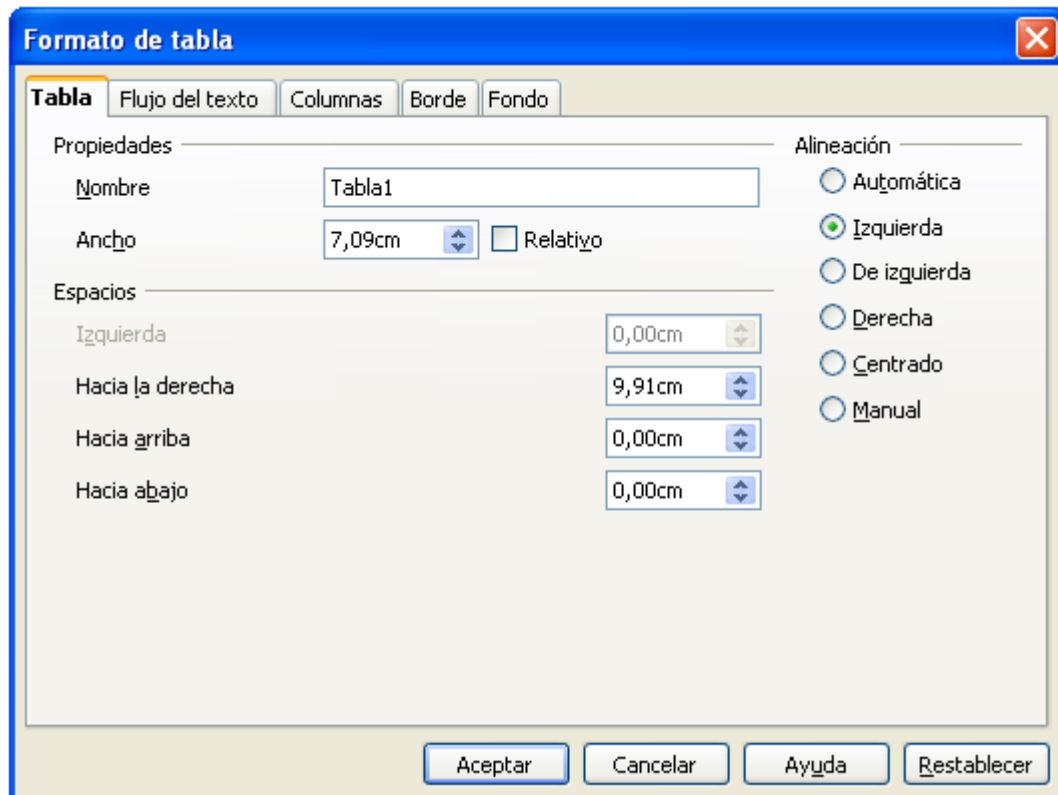 Formato de tabla
Tabla Flujo del texto Columnas Borde Fondo
Propiedades
Nombre Tabla1
Ancho 7,09cm Relativo
Espacios
Izquierda 0,00cm
Hacia la derecha 9,91cm
Hacia arriba 0,00cm
Hacia abajo 0,00cm
Alineación
Automática
Izquierda
De izquierda
Derecha
Centrado
Manual
Aceptar Cancelar Ayuda Restablecer